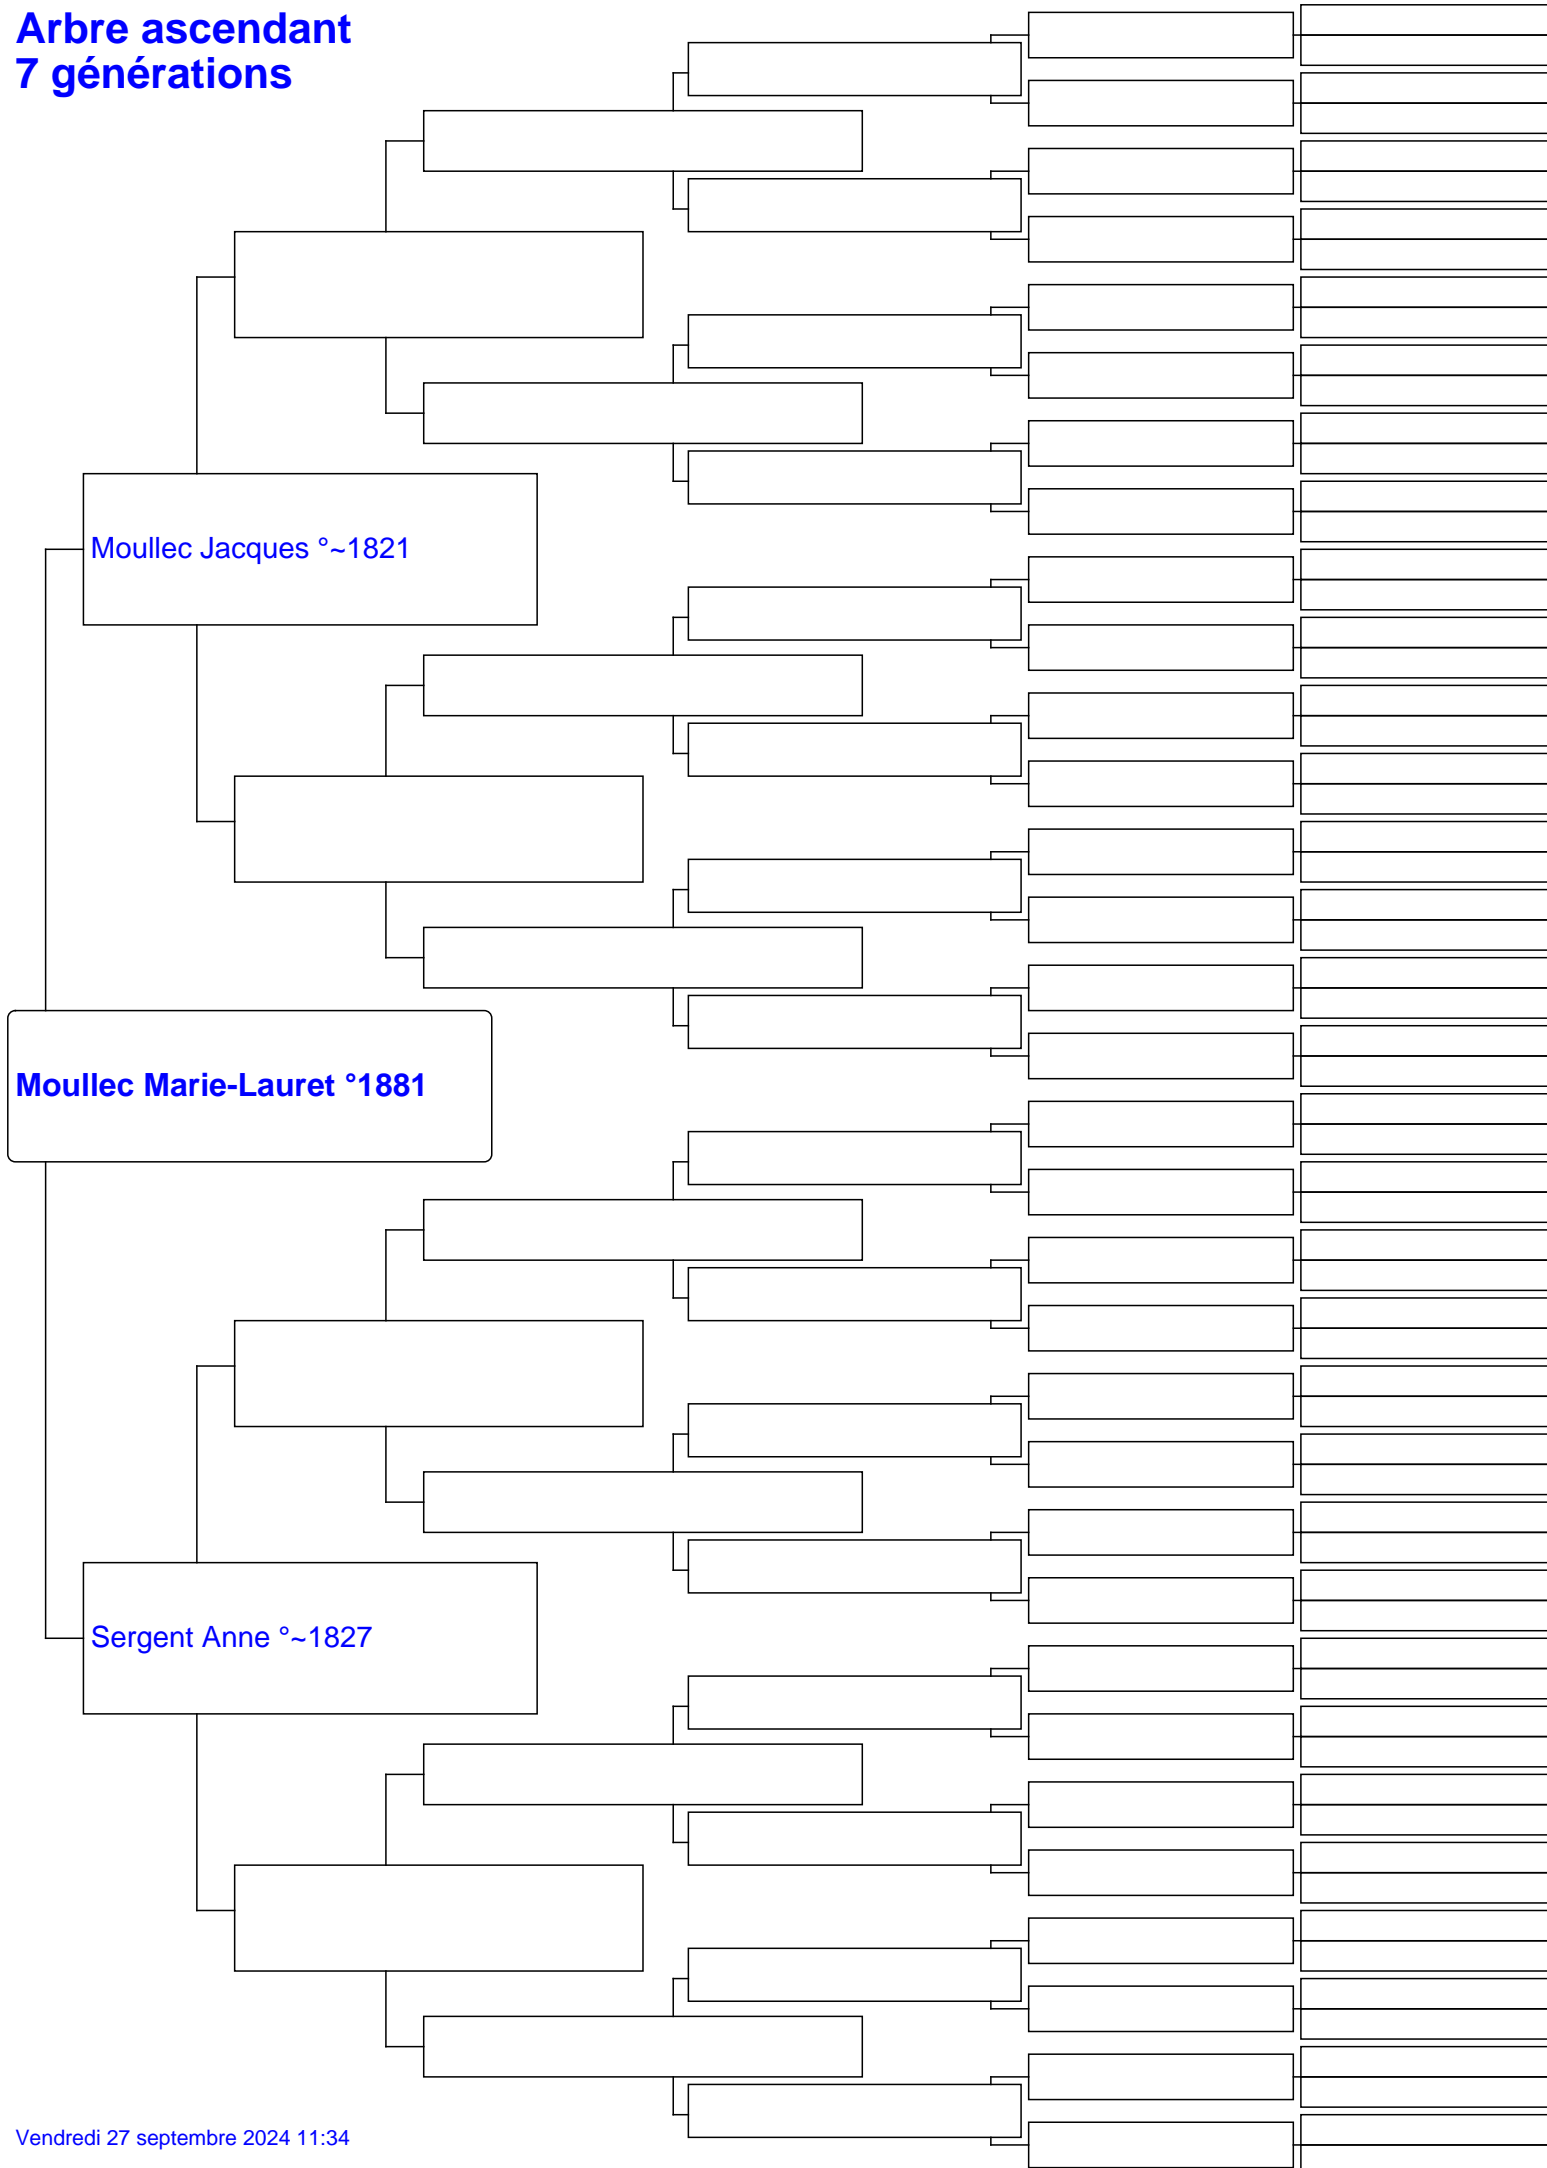 Arbre ascendant
7 générations
Moullec Jacques °~1821
Moullec Marie-Lauret °1881
Sergent Anne °~1827
Vendredi 27 septembre 2024 11:34